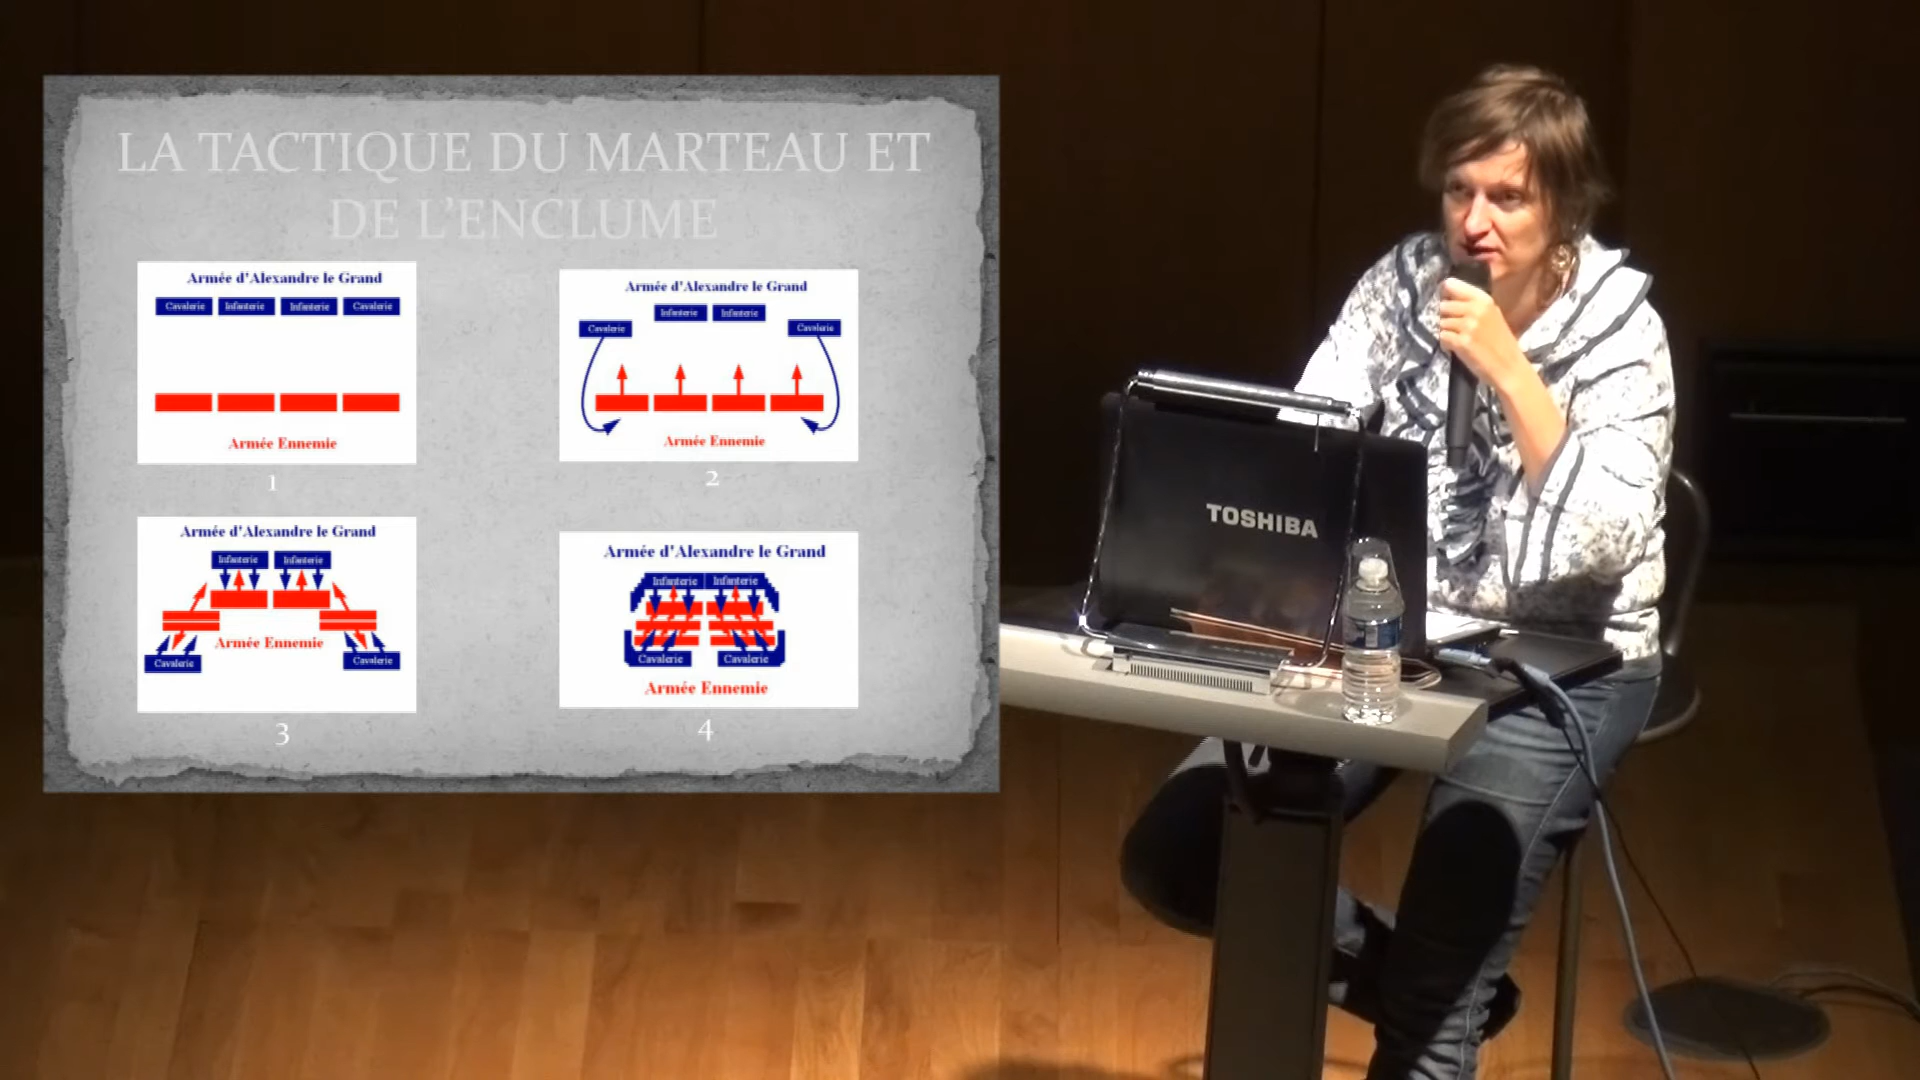 LA TACTIQUE DU MARTEAU ET
DE L'ENCLUME
Armée d'Alexandre le Grand
Cavalerie Infanterie Infanterie Cavalerie
Armée Ennemie
1
Armée d'Alexandre le Grand
Infanterie Infanterie
Cavalerie Cavalerie
Armée Ennemie
2
Armée d'Alexandre le Grand
Infanterie Infanterie
Armée Ennemie
Cavalerie Cavalerie
3
Armée d'Alexandre le Grand
Infanterie Infanterie
Cavalerie Cavalerie
Armée Ennemie
4
TOSHIBA